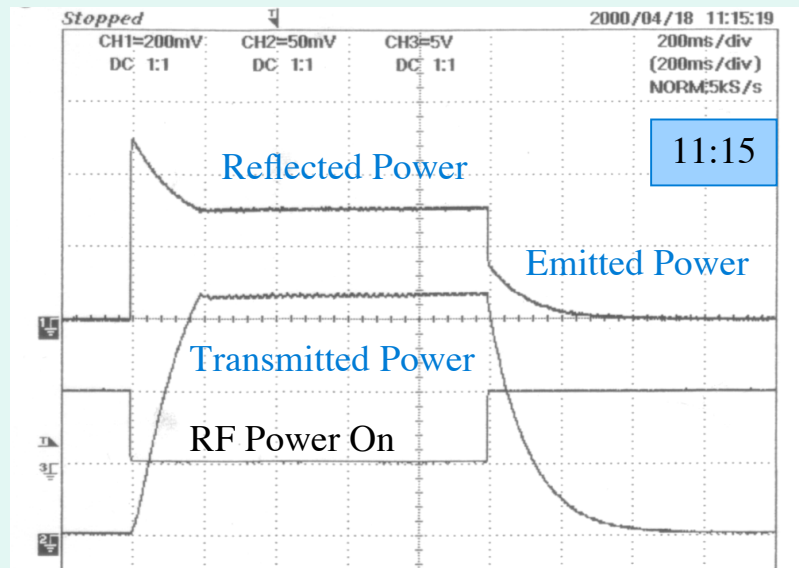 Stopped 2000/04/18 11:15:19
CH1=200mV CH2=50mV CH3=5V 200ms/div
DC 1:1 DC 1:1 DC 1:1 (200ms/div)
NORM:5kS/s
11:15
Reflected Power
Emitted Power
Transmitted Power
RF Power On